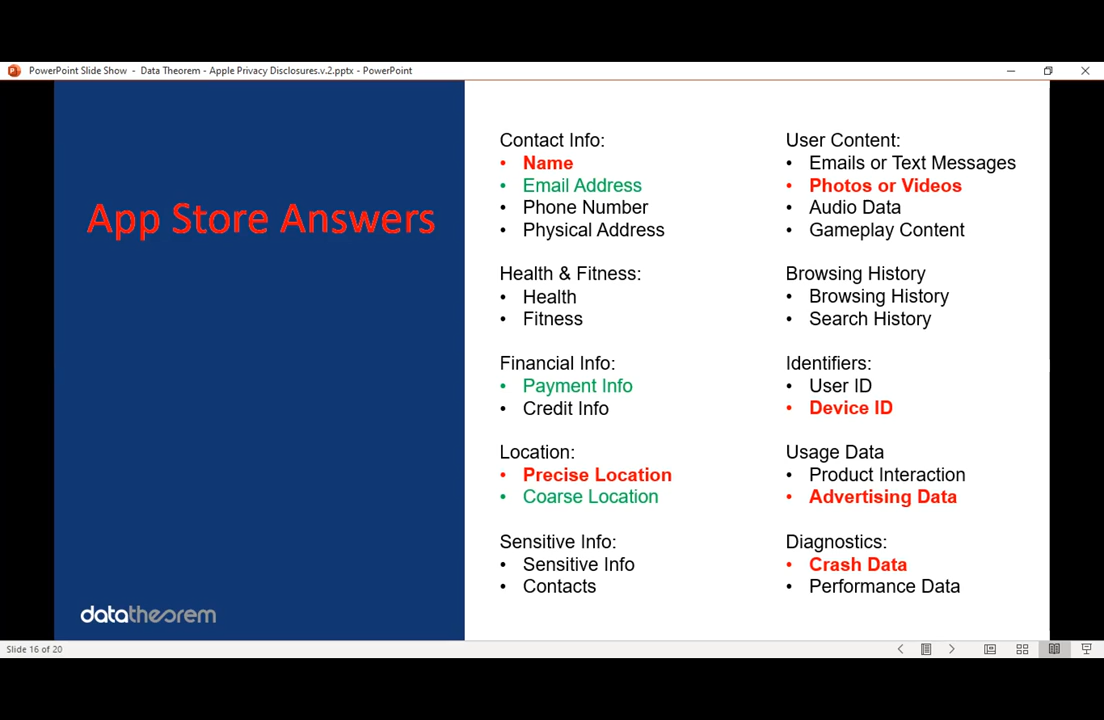 PowerPoint Slide Show - Data Theorem - Apple Privacy Disclosures.v.2.pptx - PowerPoint
App Store Answers
datatheorem
Contact Info:
• Name
• Email Address
• Phone Number
• Physical Address
Health & Fitness:
• Health
• Fitness
Financial Info:
• Payment Info
• Credit Info
Location:
• Precise Location
• Coarse Location
Sensitive Info:
• Sensitive Info
• Contacts
User Content:
• Emails or Text Messages
• Photos or Videos
• Audio Data
• Gameplay Content
Browsing History
• Browsing History
• Search History
Identifiers:
• User ID
• Device ID
Usage Data
• Product Interaction
• Advertising Data
Diagnostics:
• Crash Data
• Performance Data
Slide 16 of 20